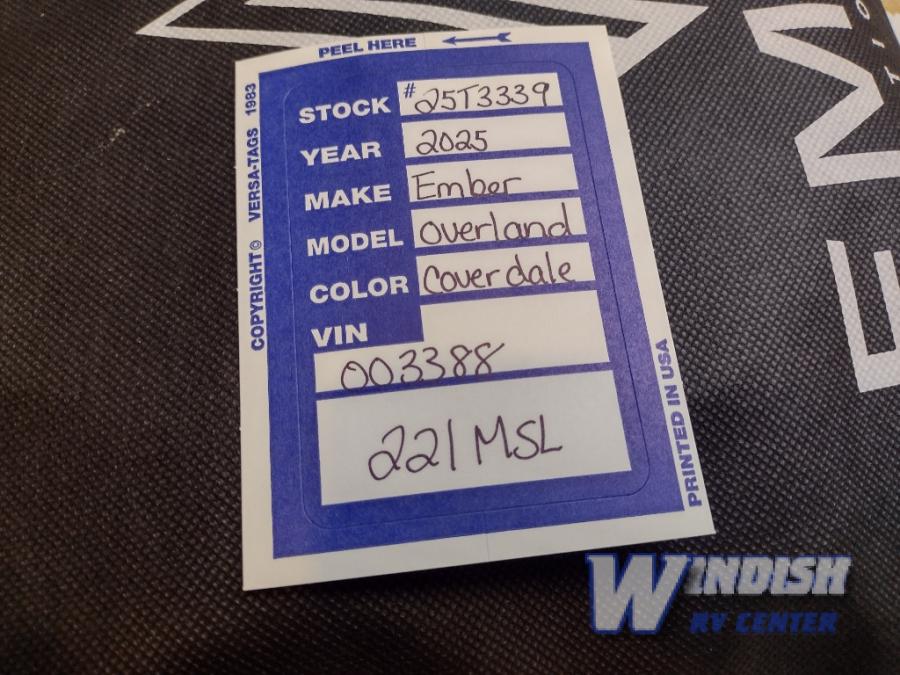 PEEL HERE
COPYRIGHT © VERSA-TAGS 1983
STOCK #25T3339
YEAR 2025
MAKE Ember
MODEL Overland
COLOR Coverdale
VIN
003388
221 MSL
PRINTED IN USA
EM
WINDISH
RV CENTER